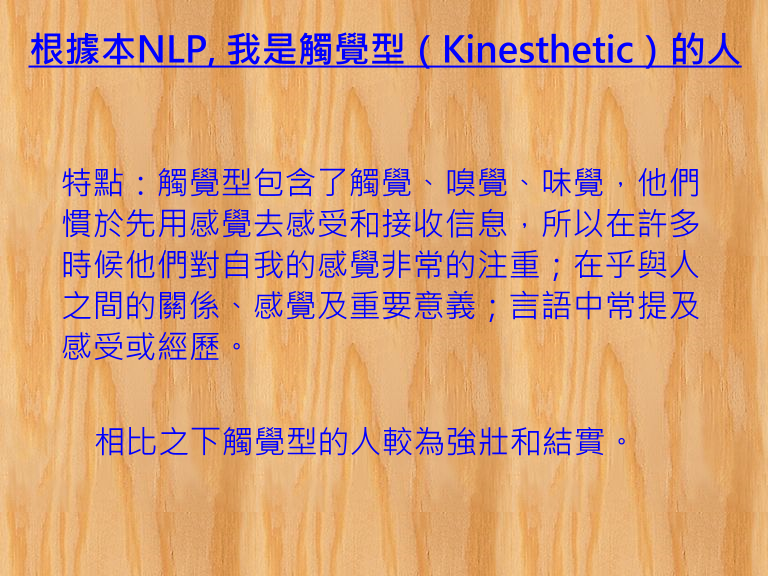 根據本NLP, 我是觸覺型（Kinesthetic）的人
特點：觸覺型包含了觸覺、嗅覺、味覺，他們
慣於先用感覺去感受和接收信息，所以在許多
時候他們對自我的感覺非常的注重；在乎與人
之間的關係、感覺及重要意義；言語中常提及
感受或經歷。
相比之下觸覺型的人較為強壯和結實。